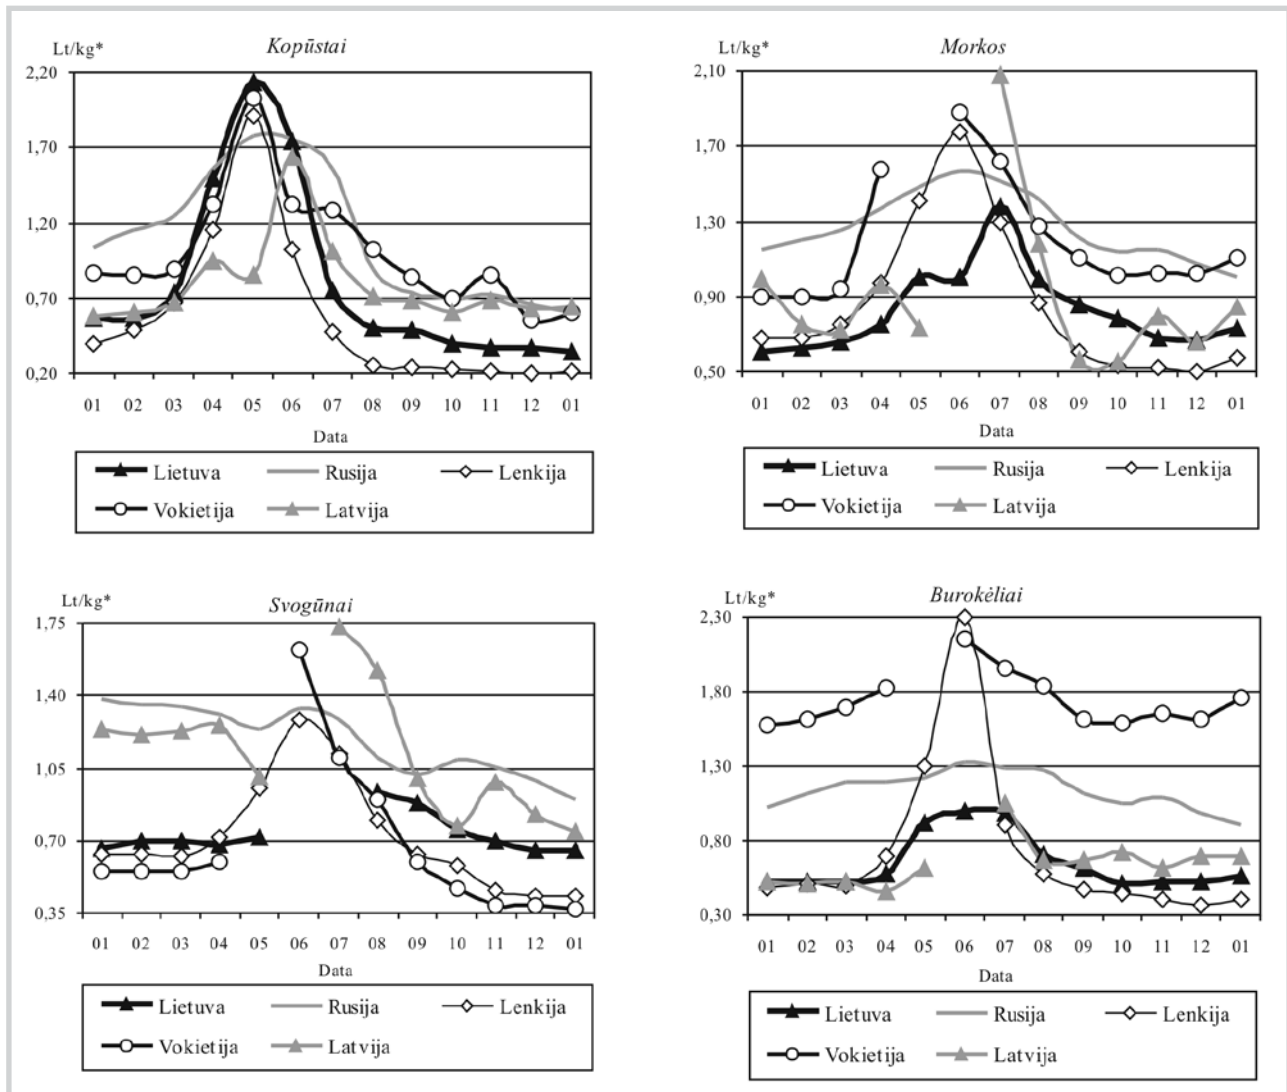 Kopūstai
Lt/kg*
2,20
1,70
1,20
0,70
0,20
01 02 03 04 05 06 07 08 09 10 11 12 01
Data
Lietuva Rusija Lenkija
Vokietija Latvija
Morkos
Lt/kg*
2,10
1,70
1,30
0,90
0,50
01 02 03 04 05 06 07 08 09 10 11 12 01
Data
Lietuva Rusija Lenkija
Vokietija Latvija
Svogūnai
Lt/kg*
1,75
1,40
1,05
0,70
0,35
01 02 03 04 05 06 07 08 09 10 11 12 01
Data
Lietuva Rusija Lenkija
Vokietija Latvija
Burokėliai
Lt/kg*
2,30
1,80
1,30
0,80
0,30
01 02 03 04 05 06 07 08 09 10 11 12 01
Data
Lietuva Rusija Lenkija
Vokietija Latvija